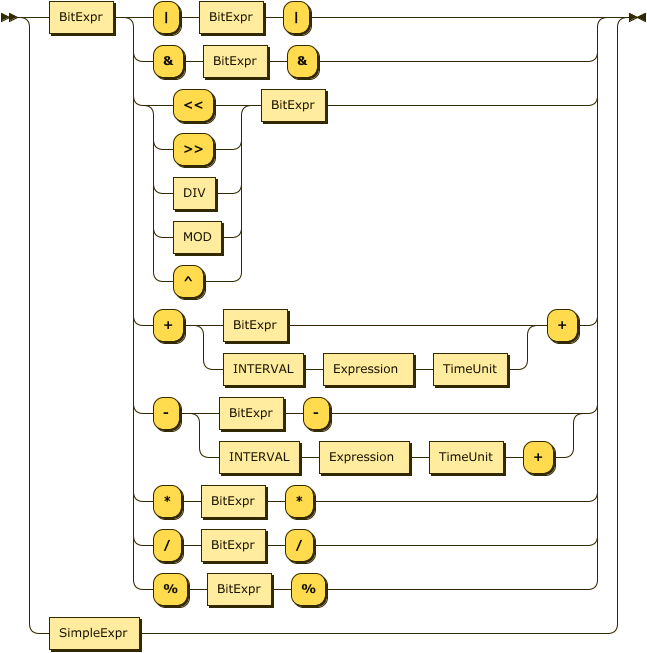 BitExpr | BitExpr |
& BitExpr &
<< BitExpr
>>
DIV
MOD
^
+ BitExpr +
INTERVAL Expression TimeUnit
- BitExpr -
INTERVAL Expression TimeUnit +
* BitExpr *
/ BitExpr /
% BitExpr %
SimpleExpr